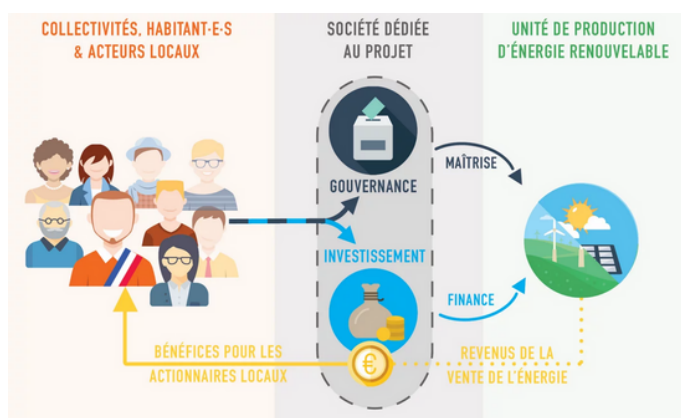 COLLECTIVITÉS, HABITANT·E·S
& ACTEURS LOCAUX
SOCIÉTÉ DÉDIÉE
AU PROJET
UNITÉ DE PRODUCTION
D'ÉNERGIE RENOUVELABLE
GOUVERNANCE
MAÎTRISE
INVESTISSEMENT
FINANCE
€
BÉNÉFICES POUR LES
ACTIONNAIRES LOCAUX
REVENUS DE LA
VENTE DE L'ÉNERGIE